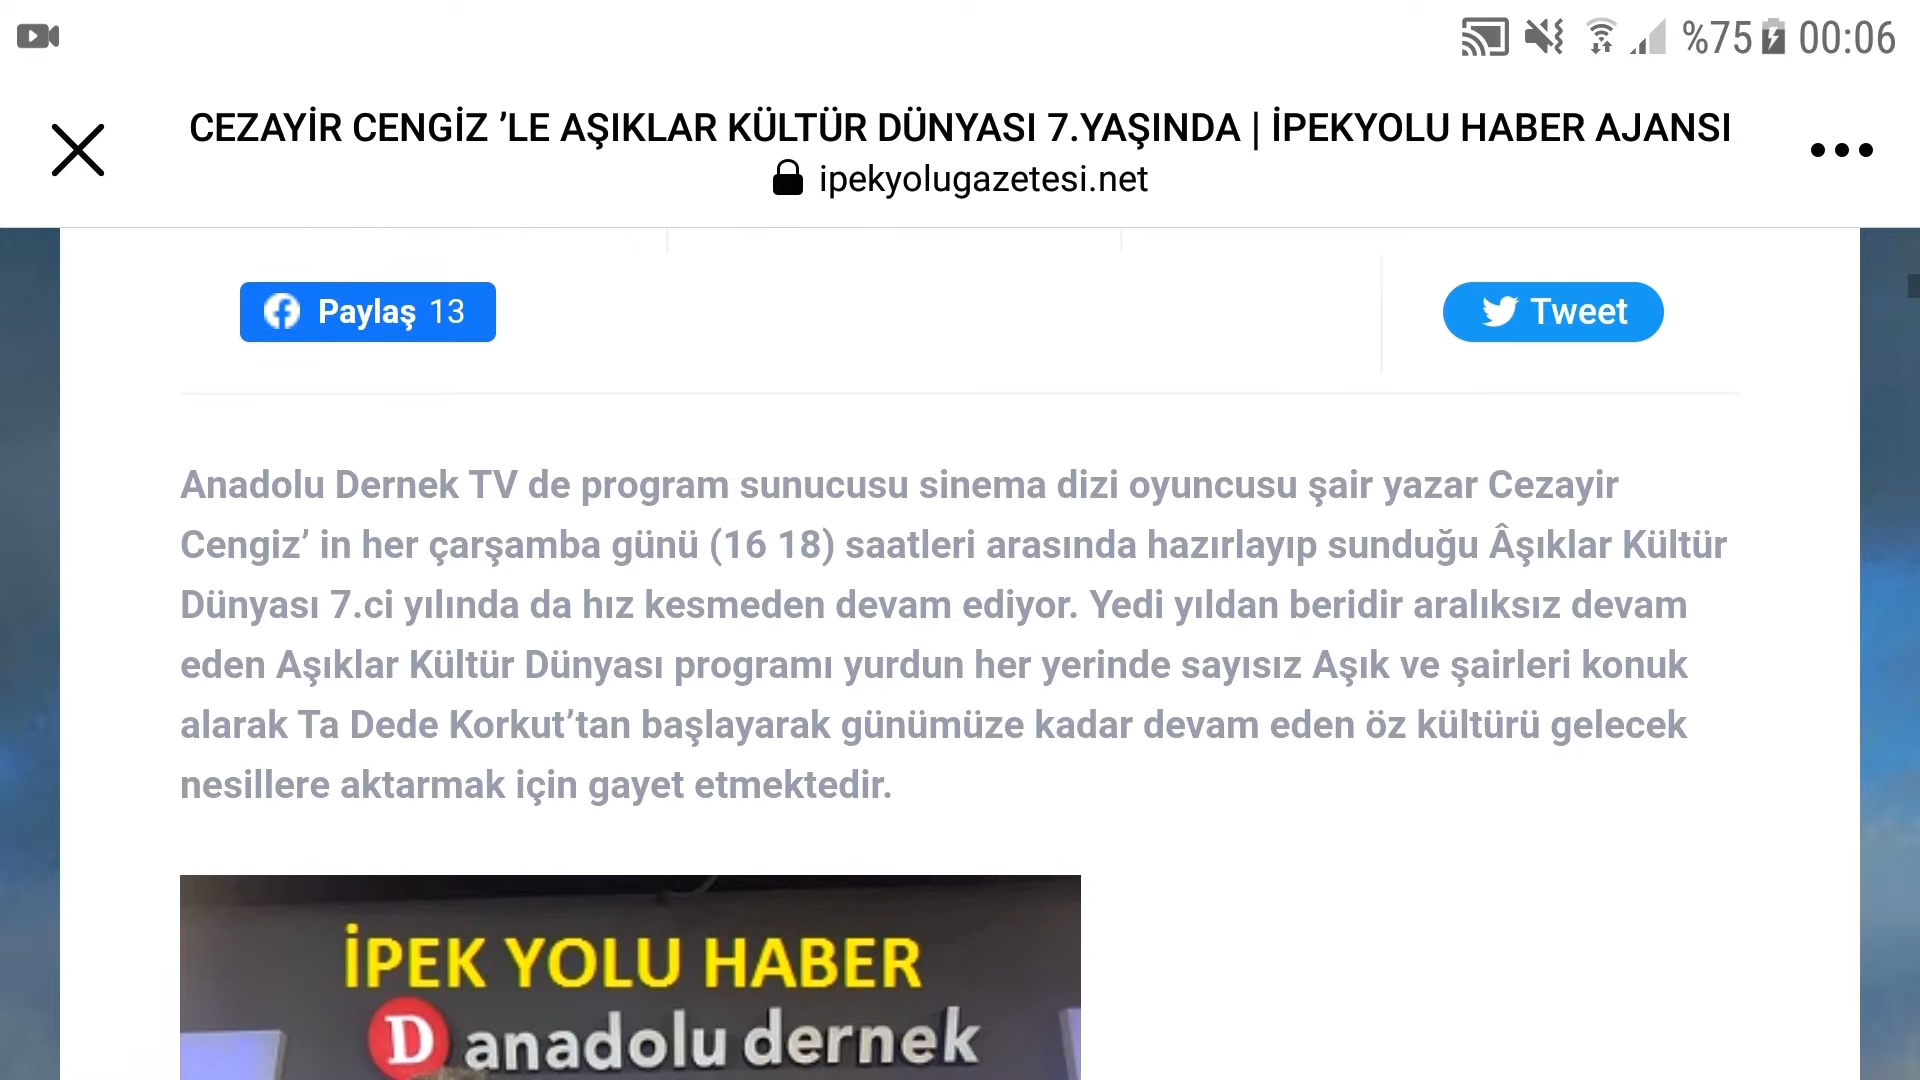 %75 00:06
CEZAYİR CENGİZ ’LE AŞIKLAR KÜLTÜR DÜNYASI 7.YAŞINDA | İPEKYOLU HABER AJANSI
ipekyolugazetesi.net
Paylaş 13
Tweet
Anadolu Dernek TV de program sunucusu sinema dizi oyuncusu şair yazar Cezayir
Cengiz’ in her çarşamba günü (16 18) saatleri arasında hazırlayıp sunduğu Âşıklar Kültür
Dünyası 7.ci yılında da hız kesmeden devam ediyor. Yedi yıldan beridir aralıksız devam
eden Aşıklar Kültür Dünyası programı yurdun her yerinde sayısız Aşık ve şairleri konuk
alarak Ta Dede Korkut’tan başlayarak günümüze kadar devam eden öz kültürü gelecek
nesillere aktarmak için gayet etmektedir.
İPEK YOLU HABER
D anadolu dernek